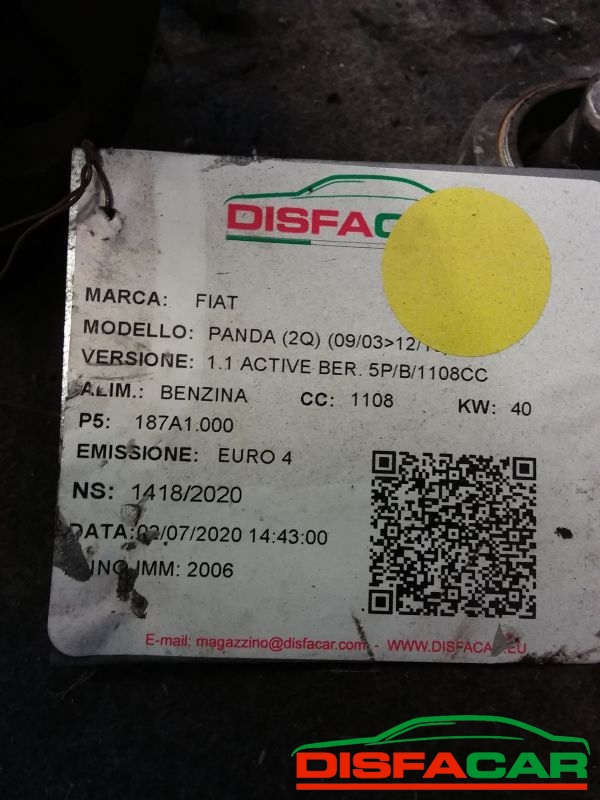 DISFACA
MARCA: FIAT
MODELLO: PANDA (2Q) (09/03>12/
VERSIONE: 1.1 ACTIVE BER. 5P/B/1108CC
ALIM.: BENZINA CC: 1108 KW: 40
P5: 187A1.000
EMISSIONE: EURO 4
NS: 1418/2020
DATA:02/07/2020 14:43:00
IMM: 2006
E-mail: magazzino@disfacar.com - WWW.DISFACAR.EU
DISFACAR